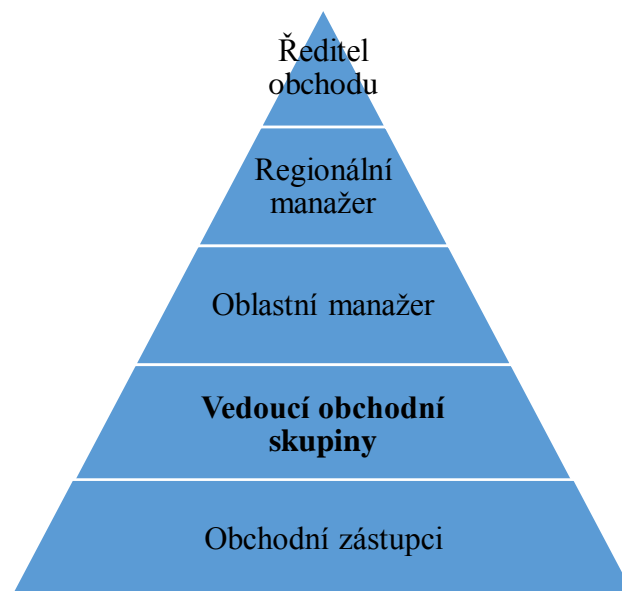 Ředitel
obchodu
Regionální
manažer
Oblastní manažer
Vedoucí obchodní
skupiny
Obchodní zástupci